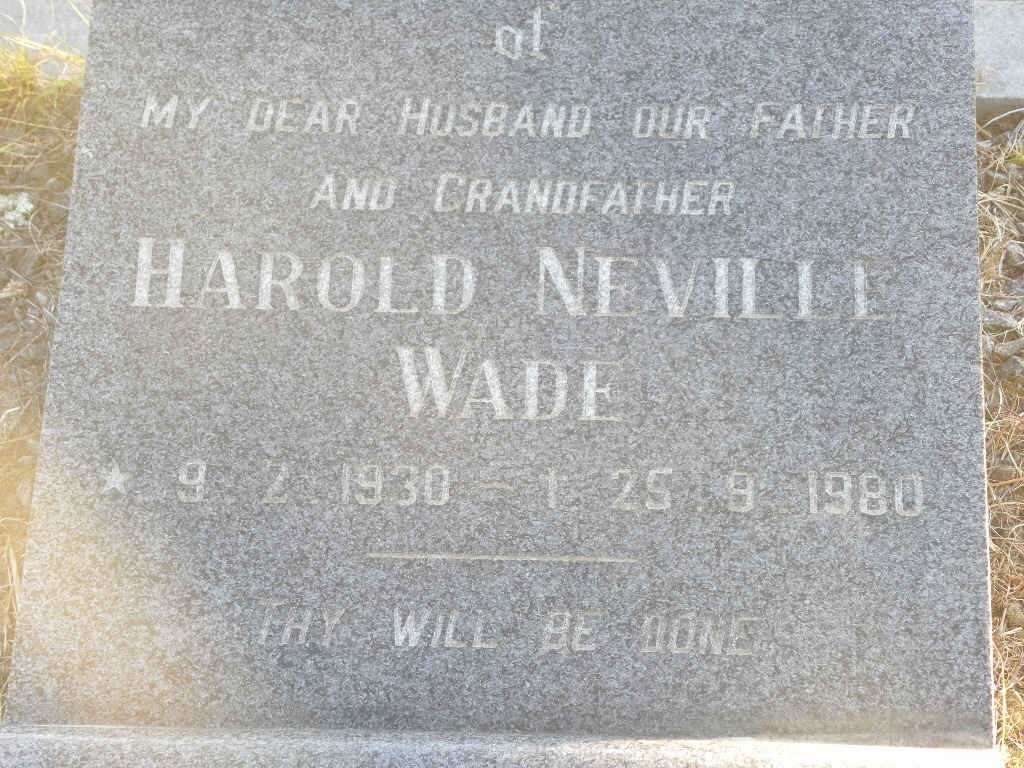 of
My dear Husband our Father
and Grandfather
Harold Neville
Wade
★ 9.2.1930 – † 25.9.1980
Thy Will be done